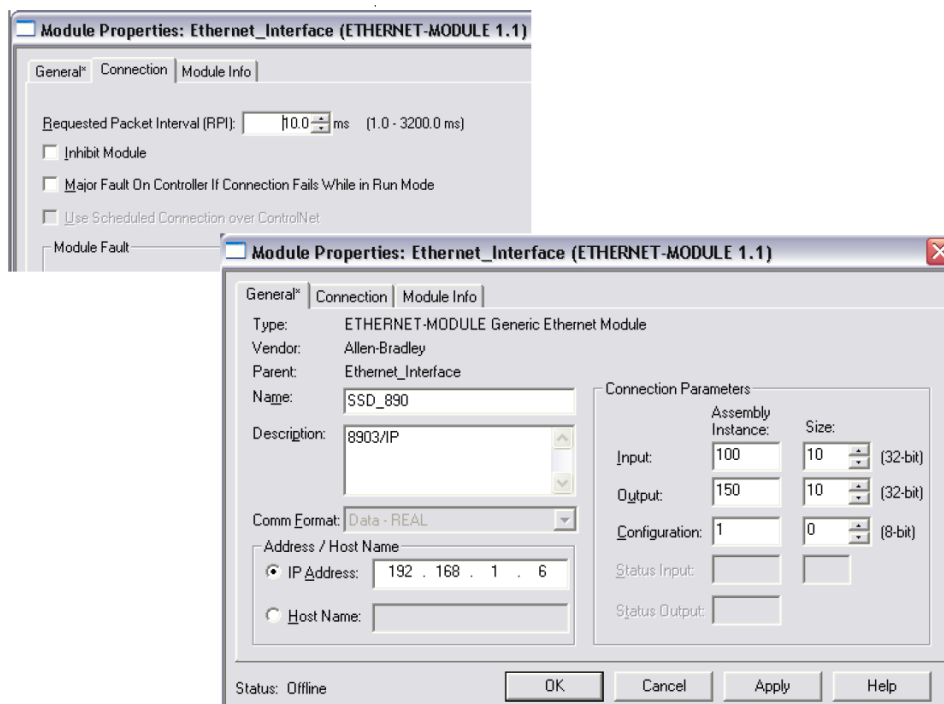 Module Properties: Ethernet_Interface (ETHERNET-MODULE 1.1)
General* Connection Module Info
Requested Packet Interval (RPI): 10.0 ms (1.0 - 3200.0 ms)
Inhibit Module
Major Fault On Controller If Connection Fails While in Run Mode
Use Scheduled Connection over ControlNet
Module Fault
Module Properties: Ethernet_Interface (ETHERNET-MODULE 1.1)
General* Connection Module Info
Type: ETHERNET-MODULE Generic Ethernet Module
Vendor: Allen-Bradley
Parent: Ethernet_Interface
Name: SSD_890
Description: 8903/IP
Comm Format: Data - REAL
Address / Host Name
IP Address: 192 . 168 . 1 . 6
Host Name:
Connection Parameters
Assembly
Instance: Size:
Input: 100 10 (32-bit)
Output: 150 10 (32-bit)
Configuration: 1 0 (8-bit)
Status Input:
Status Output:
Status: Offline OK Cancel Apply Help